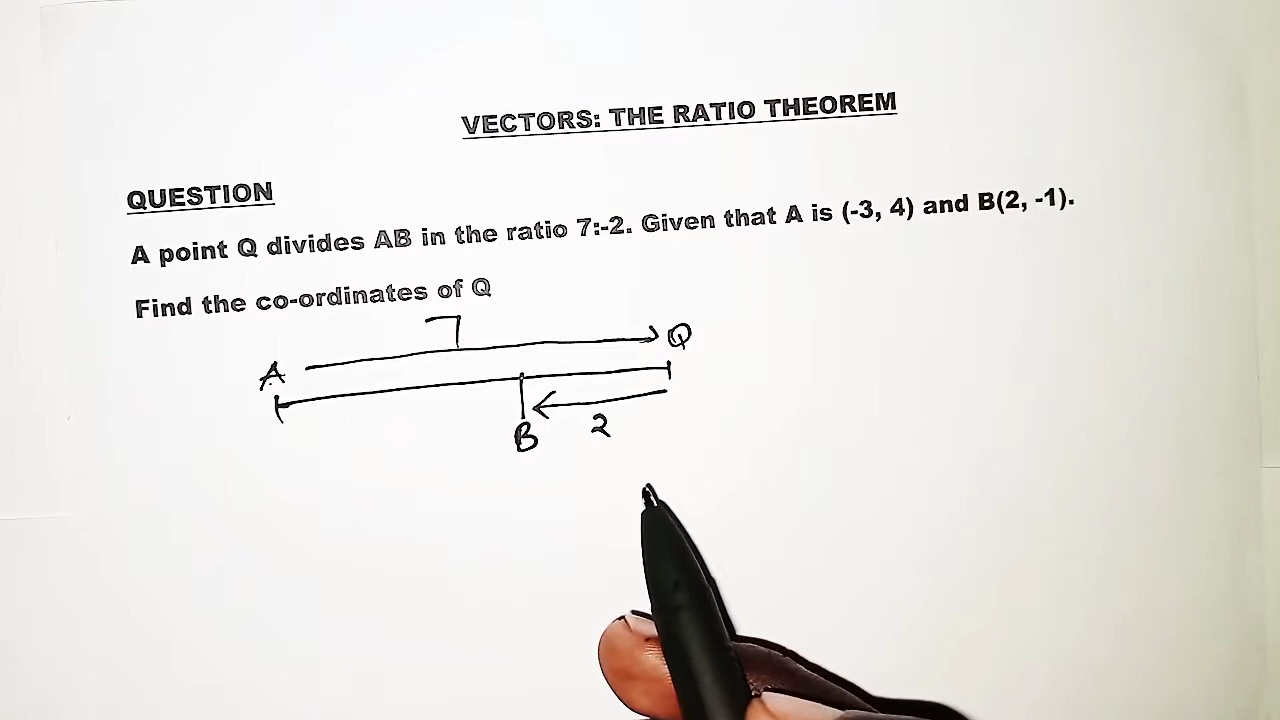 VECTORS: THE RATIO THEOREM
QUESTION
A point Q divides AB in the ratio 7:-2. Given that A is (-3, 4) and B(2, -1).
Find the co-ordinates of Q
7
A Q
B 2